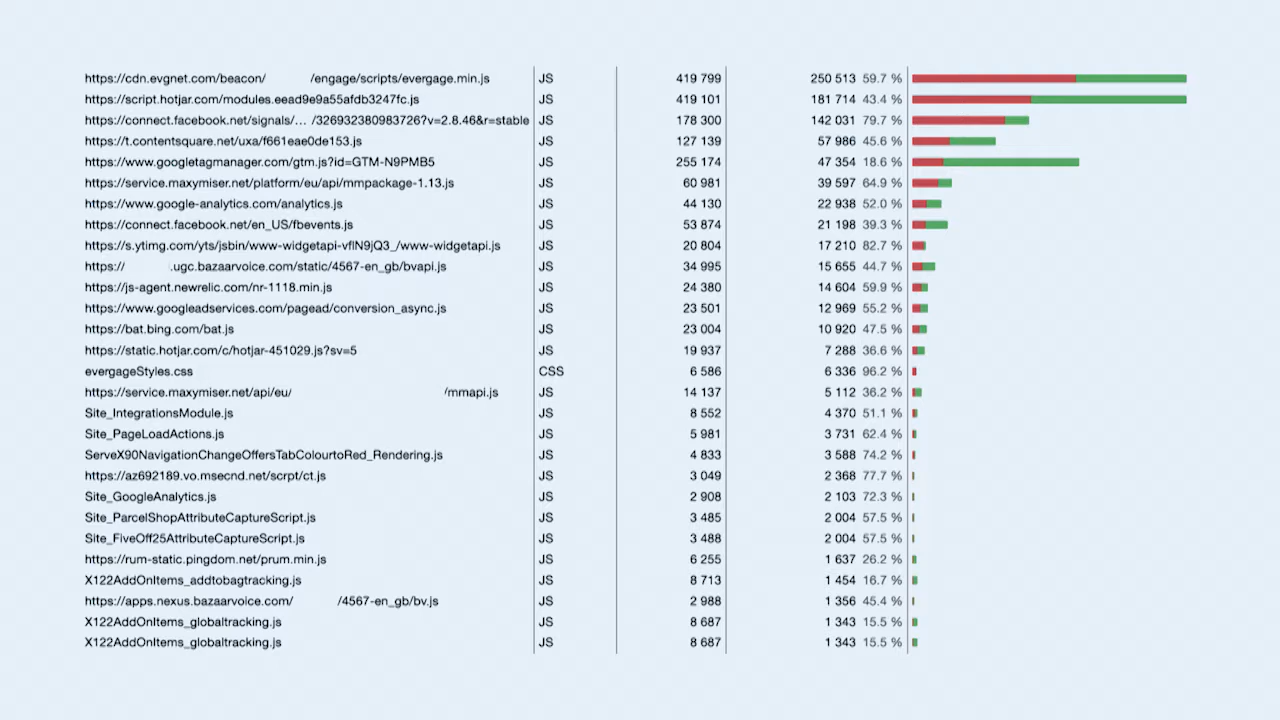 https://cdn.evgnet.com/beacon/ /engage/scripts/evergage.min.js JS 419 799 250 513 59.7 %
https://script.hotjar.com/modules.eead9e9a55afdb3247fc.js JS 419 101 181 714 43.4 %
https://connect.facebook.net/signals/... /326932380983726?v=2.8.46&r=stable JS 178 300 142 031 79.7 %
https://t.contentsquare.net/uxa/f661eae0de153.js JS 127 139 57 986 45.6 %
https://www.googletagmanager.com/gtm.js?id=GTM-N9PMB5 JS 255 174 47 354 18.6 %
https://service.maxymiser.net/platform/eu/api/mmpackage-1.13.js JS 60 981 39 597 64.9 %
https://www.google-analytics.com/analytics.js JS 44 130 22 938 52.0 %
https://connect.facebook.net/en_US/fbevents.js JS 53 874 21 198 39.3 %
https://s.ytimg.com/yts/jsbin/www-widgetapi-vflN9jQ3_/www-widgetapi.js JS 20 804 17 210 82.7 %
https:// .ugc.bazaarvoice.com/static/4567-en_gb/bvapi.js JS 34 995 15 655 44.7 %
https://js-agent.newrelic.com/nr-1118.min.js JS 24 380 14 604 59.9 %
https://www.googleadservices.com/pagead/conversion_async.js JS 23 501 12 969 55.2 %
https://bat.bing.com/bat.js JS 23 004 10 920 47.5 %
https://static.hotjar.com/c/hotjar-451029.js?sv=5 JS 19 937 7 288 36.6 %
evergageStyles.css CSS 6 586 6 336 96.2 %
https://service.maxymiser.net/api/eu/ /mmapi.js JS 14 137 5 112 36.2 %
Site_IntegrationsModule.js JS 8 552 4 370 51.1 %
Site_PageLoadActions.js JS 5 981 3 731 62.4 %
ServeX90NavigationChangeOffersTabColourtoRed_Rendering.js JS 4 833 3 588 74.2 %
https://az692189.vo.msecnd.net/scrpt/ct.js JS 3 049 2 368 77.7 %
Site_GoogleAnalytics.js JS 2 908 2 103 72.3 %
Site_ParcelShopAttributeCaptureScript.js JS 3 485 2 004 57.5 %
Site_FiveOff25AttributeCaptureScript.js JS 3 488 2 004 57.5 %
https://rum-static.pingdom.net/prum.min.js JS 6 255 1 637 26.2 %
X122AddOnItems_addtobagtracking.js JS 8 713 1 454 16.7 %
https://apps.nexus.bazaarvoice.com/ /4567-en_gb/bv.js JS 2 988 1 356 45.4 %
X122AddOnItems_globaltracking.js JS 8 687 1 343 15.5 %
X122AddOnItems_globaltracking.js JS 8 687 1 343 15.5 %